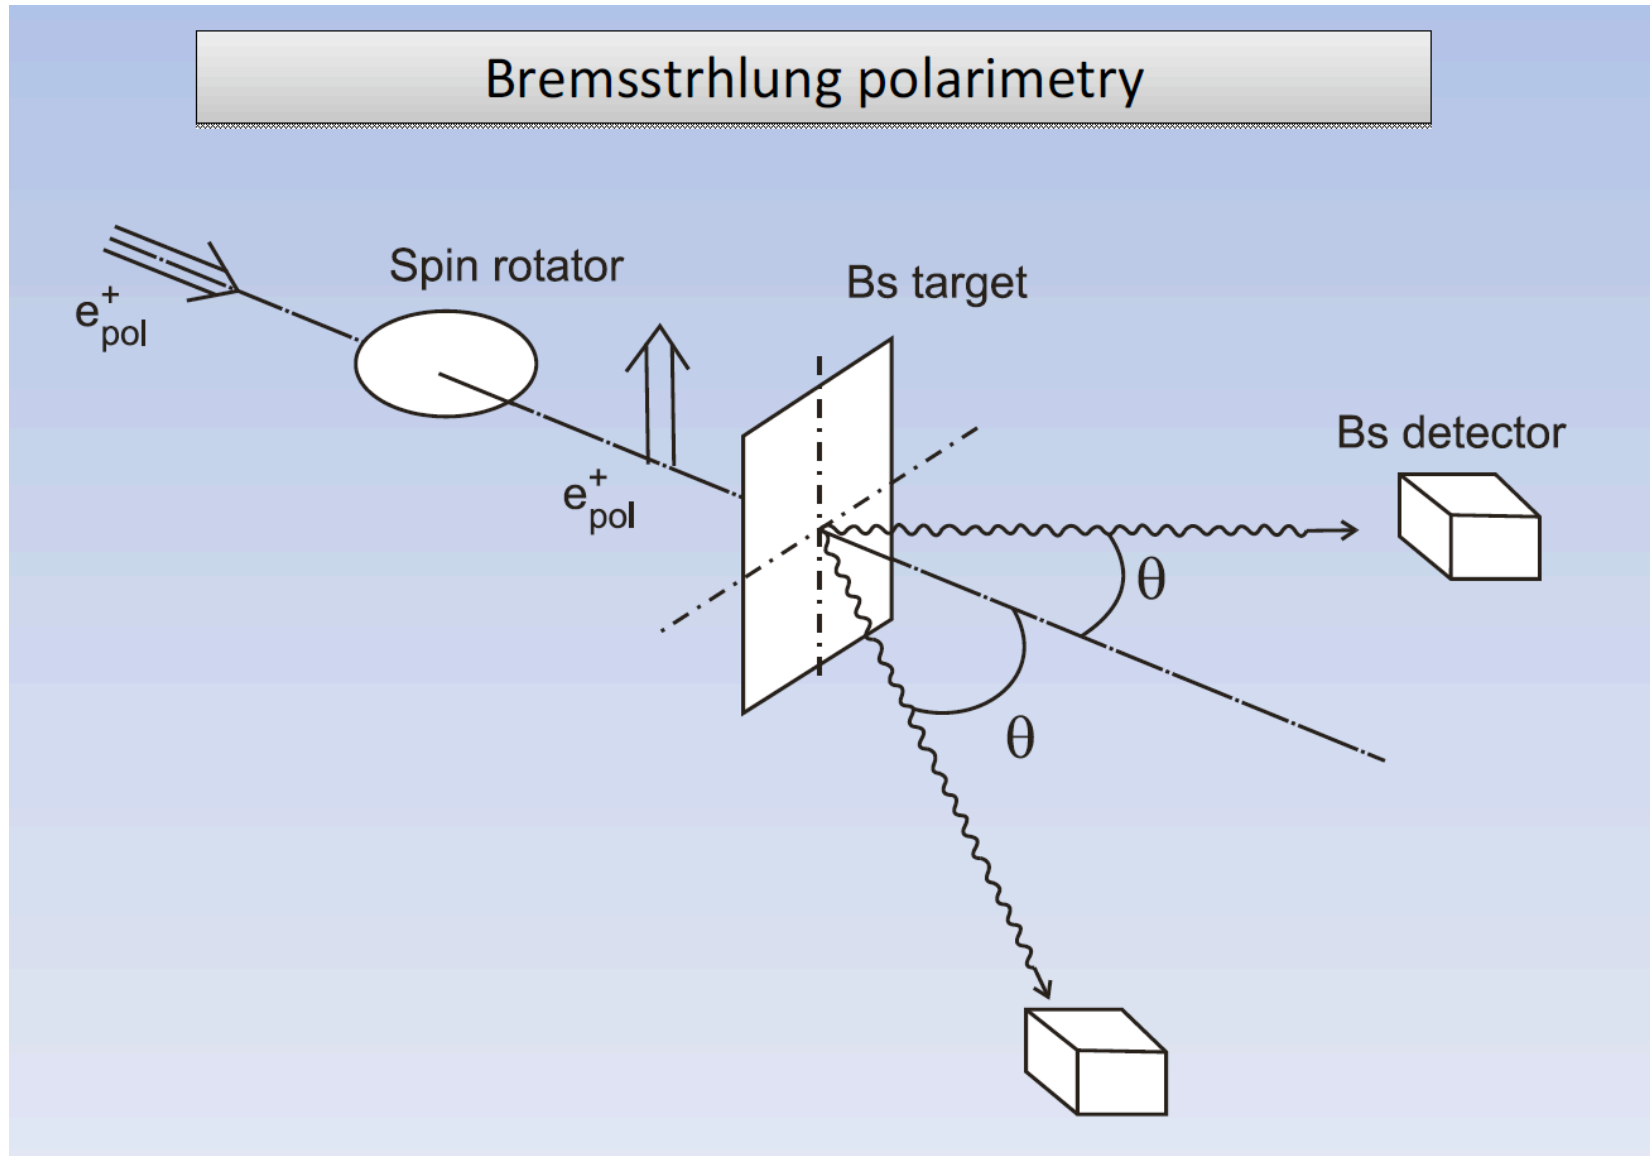 Bremsstrhlung polarimetry
Spin rotator
Bs target
e⁺pol
Bs detector
e⁺pol
θ
θ